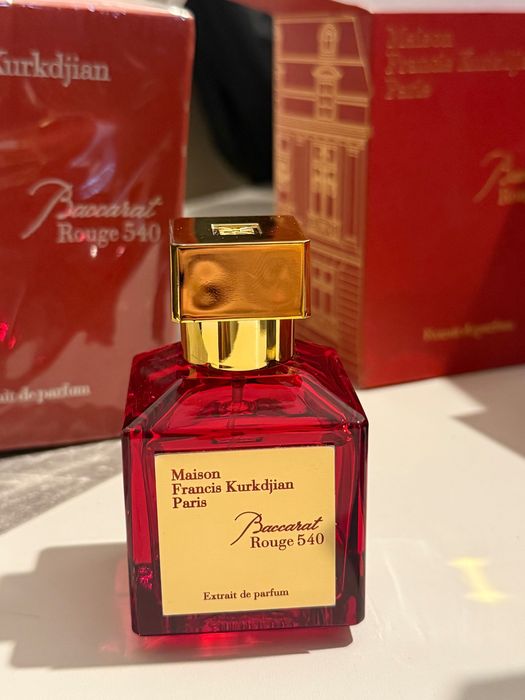 Kurkdjian
Baccarat
Rouge 540
Extrait de parfum
Maison
Francis Kurkdjian
Paris
Maison
Francis Kurkdjian
Paris
Baccarat
Rouge 540
Extrait de parfum